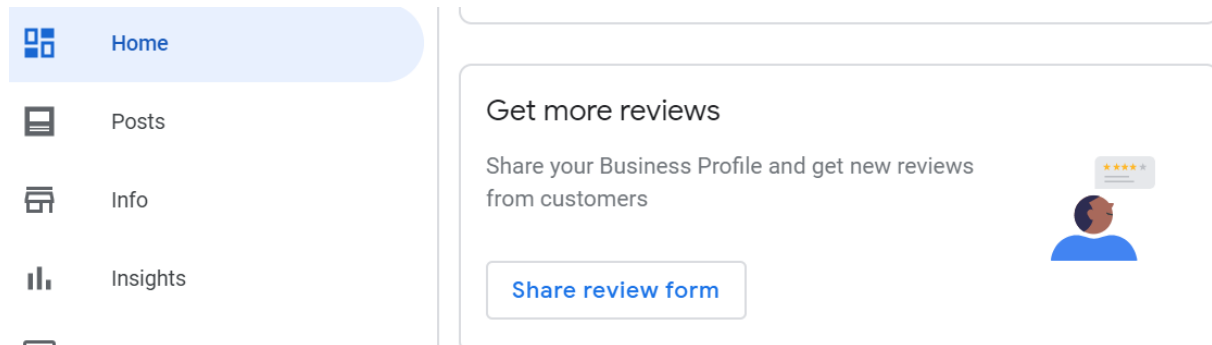 Home
Posts
Info
Insights
Get more reviews
Share your Business Profile and get new reviews
from customers
Share review form